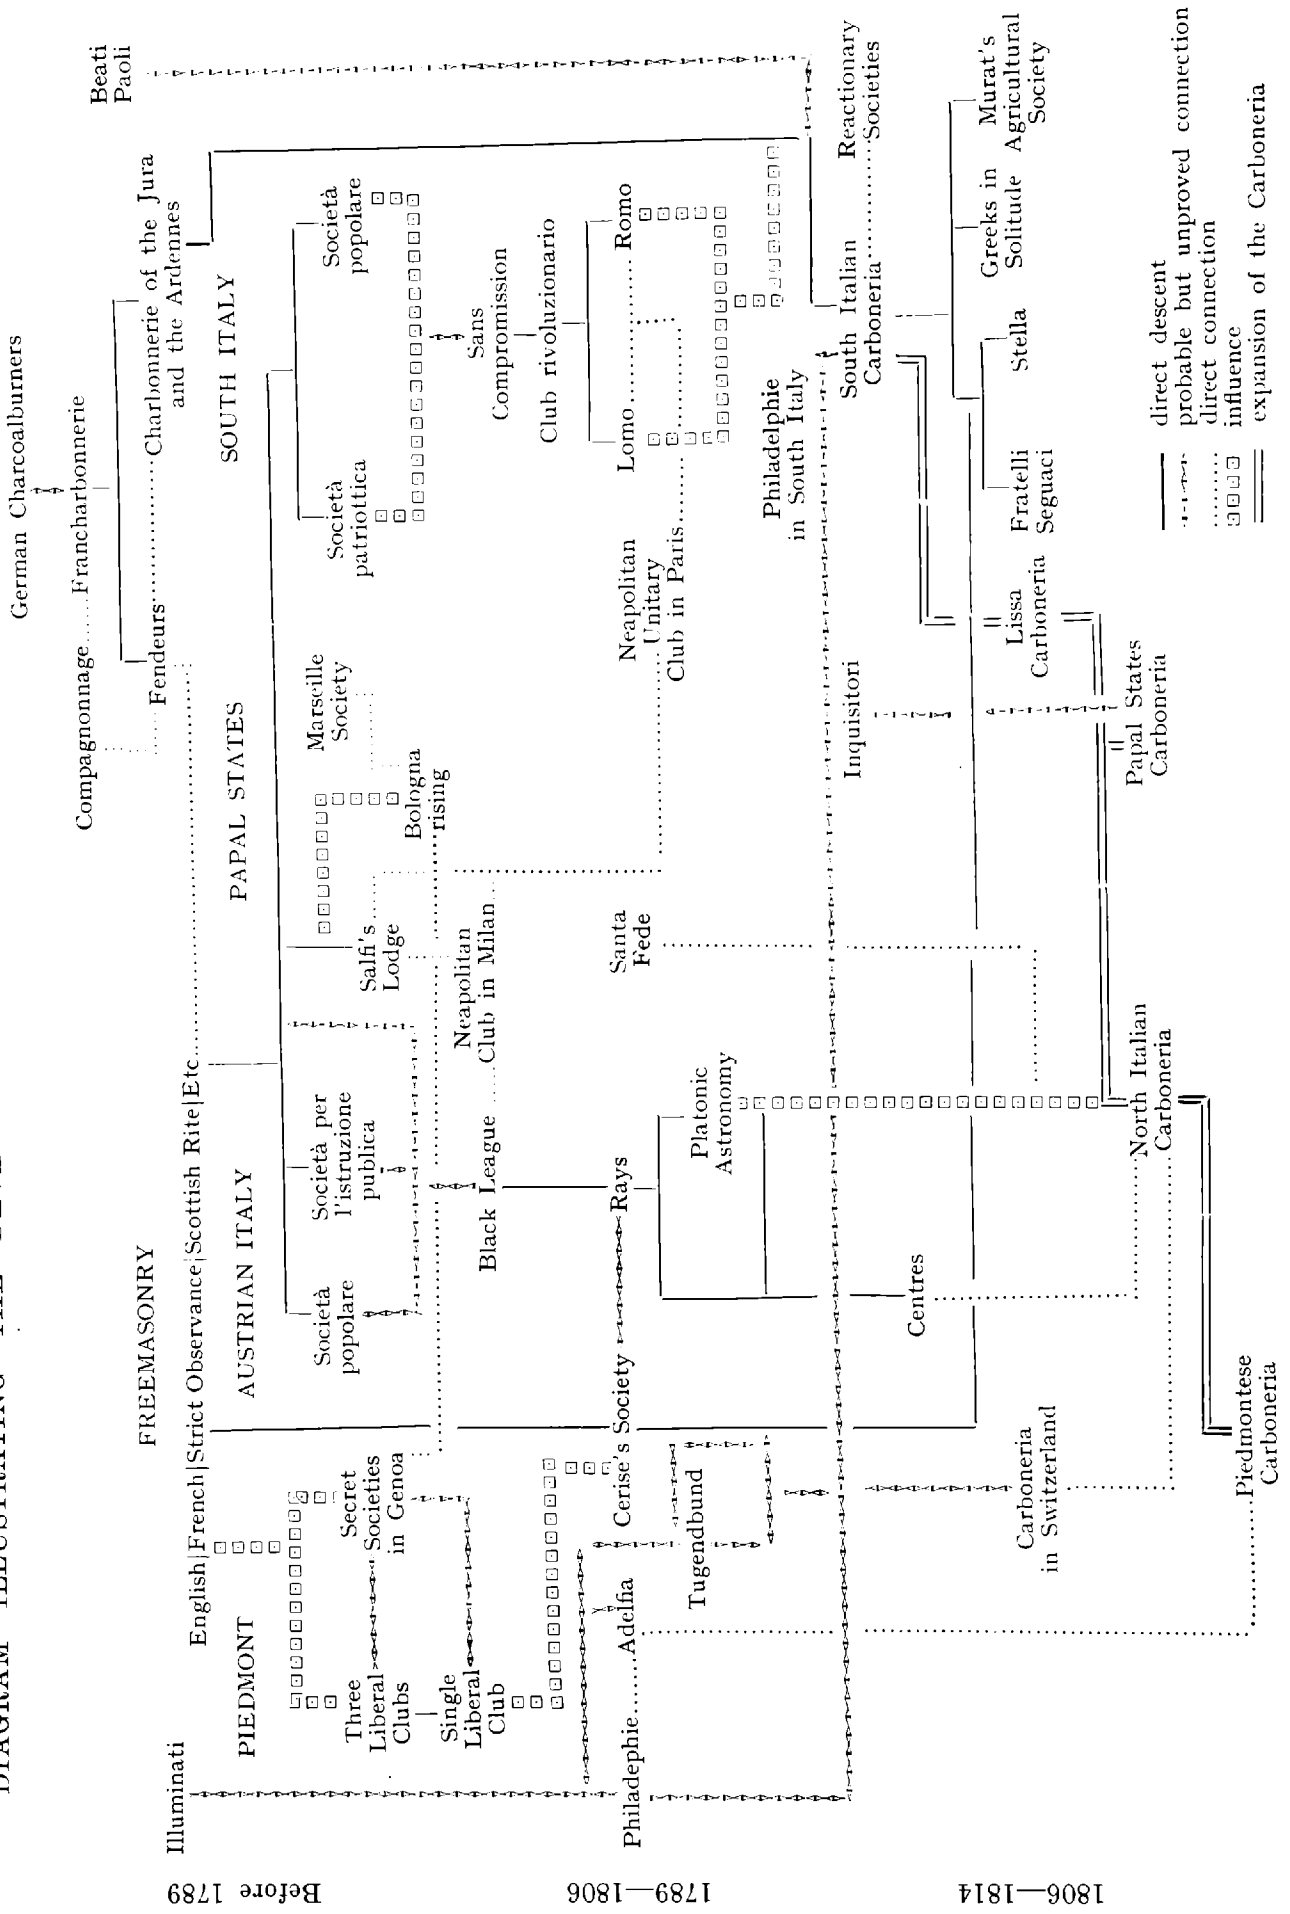 DIAGRAM ILLUSTRATING THE
German Charcoalburners
Beati
Paoli
Compagnonnage.....Francharbonnerie
FREEMASONRY
Fendeurs..........Charbonnerie of the Jura
and the Ardennes
Illuminati
English|French|Strict Observance|Scottish Rite|Etc
PIEDMONT
AUSTRIAN ITALY
PAPAL STATES
SOUTH ITALY
Before 1789
Three
Liberal
Clubs
Secret
Societies
in Genoa
Società
popolare
Società per
l'istruzione
publica
Salfi's
Lodge
Marseille
Society
Società
patriottica
Società
popolare
Bologna
rising
Single
Liberal
Club
Black League
Neapolitan
Club in Milan
Sans
Compromission
Club rivoluzionario
1789—1806
Philadephie
Adelfia
Cerise's Society
Rays
Santa
Fede
Neapolitan
Unitary
Club in Paris
Lomo
Romo
Tugendbund
Platonic
Astronomy
Philadelphie
in South Italy
Centres
Inquisitori
South Italian
Carboneria
Reactionary
Societies
1806—1814
Carboneria
in Switzerland
Lissa
Carboneria
Fratelli
Seguaci
Stella
Greeks in
Solitude
Murat's
Agricultural
Society
North Italian
Carboneria
Papal States
Carboneria
Piedmontese
Carboneria
direct descent
probable but unproved connection
direct connection
influence
expansion of the Carboneria